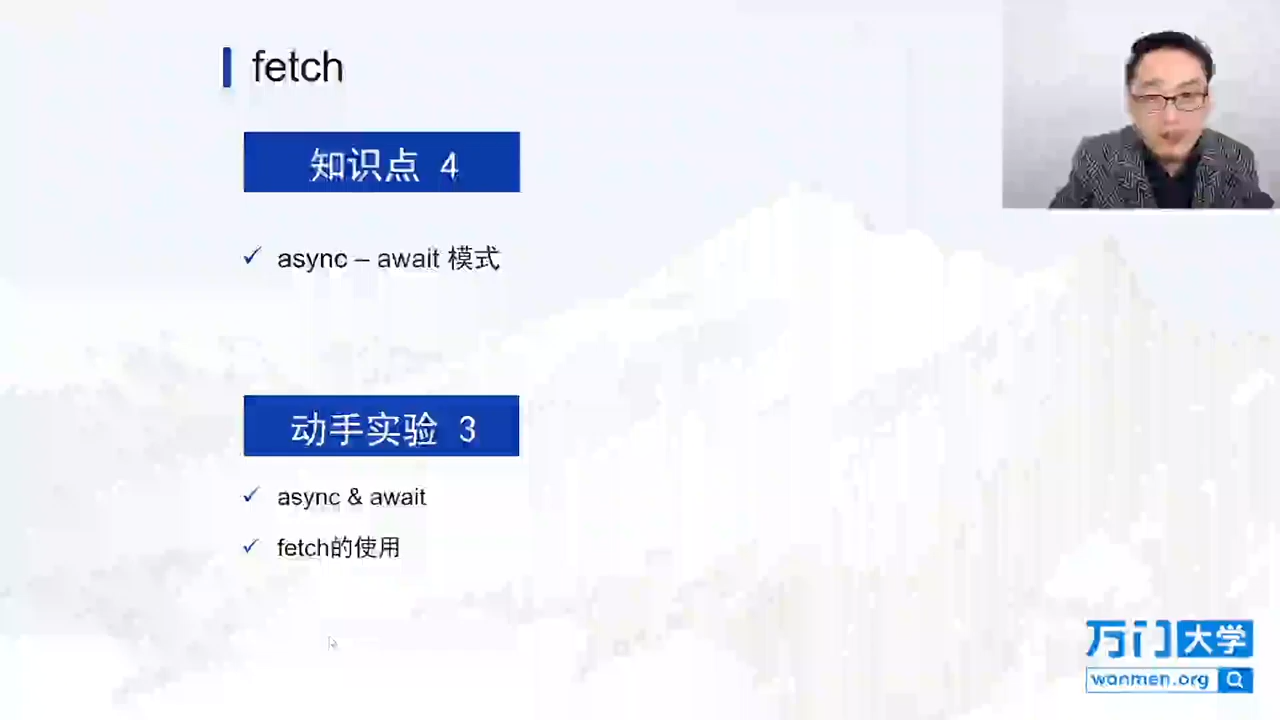 fetch
知识点 4
async – await 模式
动手实验 3
async & await
fetch的使用
万门大学
wanmen.org